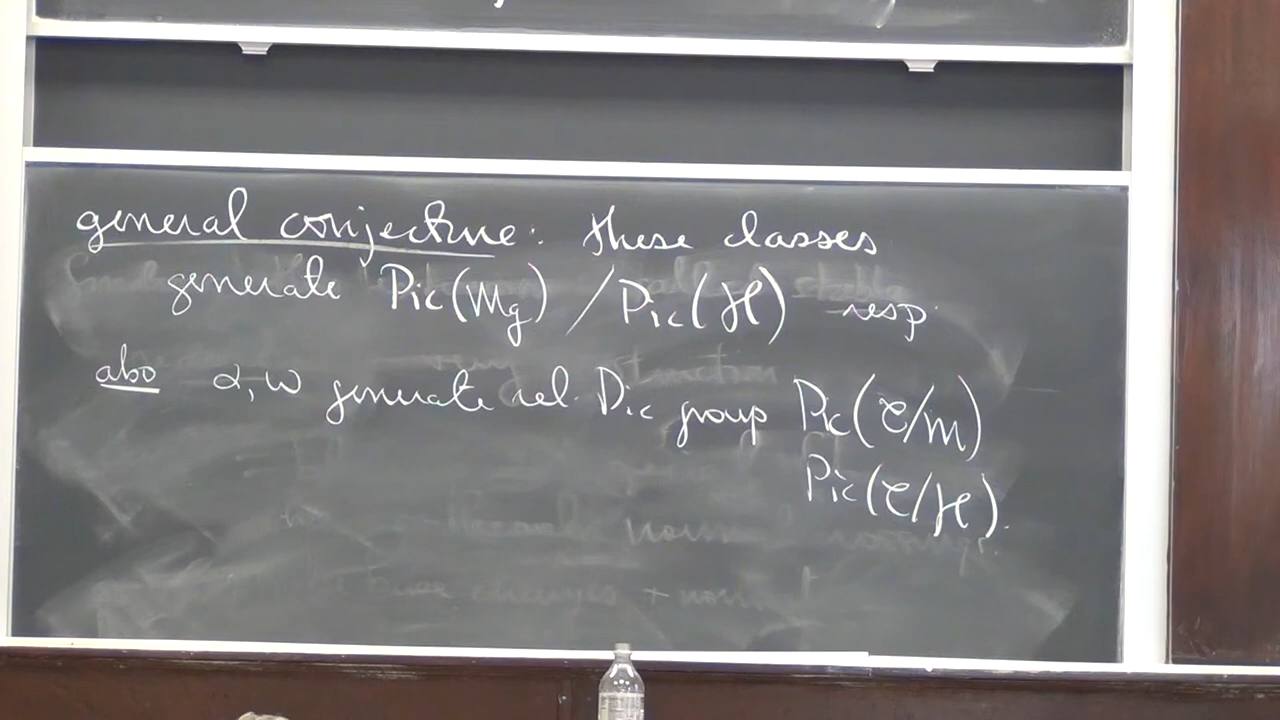 general conjecture: these classes
generate Pic(Mg) / Pic(ℋ) resp.
also α, ω generate rel. Pic group Pic(𝒞/M)
Pic(𝒞/ℋ).